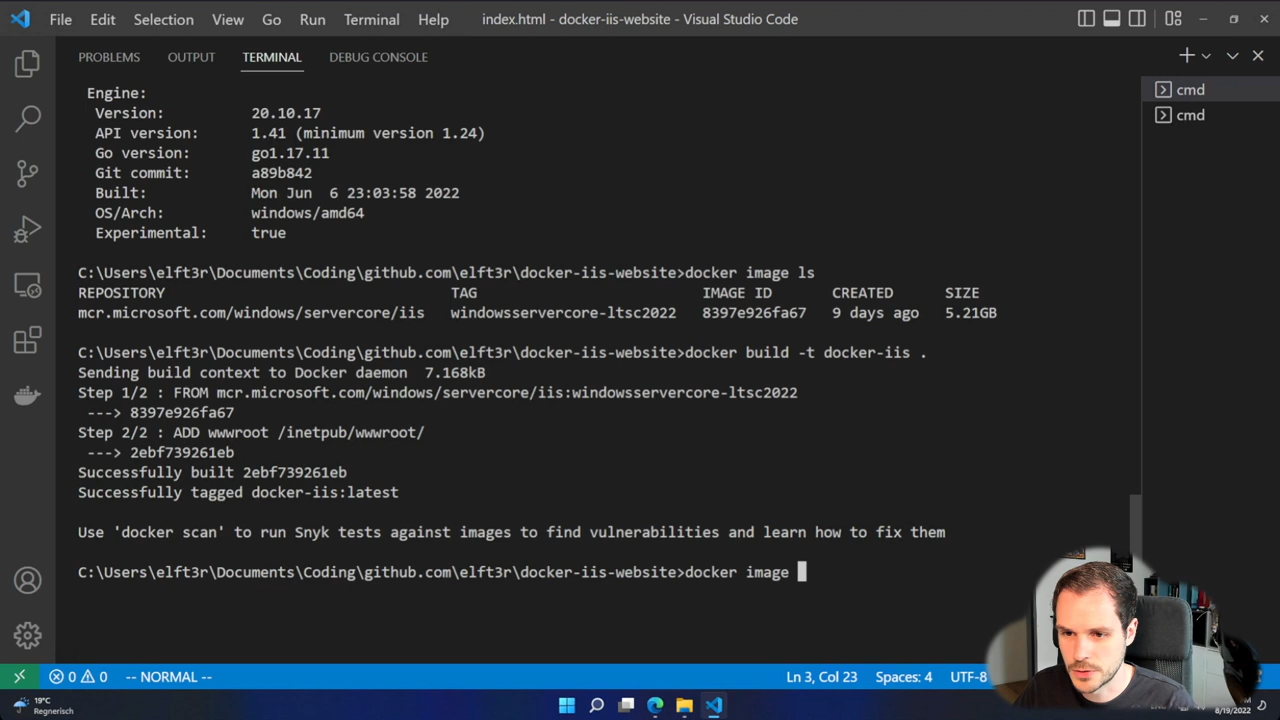 File Edit Selection View Go Run Terminal Help index.html - docker-iis-website - Visual Studio Code
PROBLEMS OUTPUT TERMINAL DEBUG CONSOLE
cmd
cmd
Engine:
Version: 20.10.17
API version: 1.41 (minimum version 1.24)
Go version: go1.17.11
Git commit: a89b842
Built: Mon Jun 6 23:03:58 2022
OS/Arch: windows/amd64
Experimental: true
C:\Users\elft3r\Documents\Coding\github.com\elft3r\docker-iis-website>docker image ls
REPOSITORY TAG IMAGE ID CREATED SIZE
mcr.microsoft.com/windows/servercore/iis windowsservercore-ltsc2022 8397e926fa67 9 days ago 5.21GB
C:\Users\elft3r\Documents\Coding\github.com\elft3r\docker-iis-website>docker build -t docker-iis .
Sending build context to Docker daemon 7.168kB
Step 1/2 : FROM mcr.microsoft.com/windows/servercore/iis:windowsservercore-ltsc2022
---> 8397e926fa67
Step 2/2 : ADD wwwroot /inetpub/wwwroot/
---> 2ebf739261eb
Successfully built 2ebf739261eb
Successfully tagged docker-iis:latest
Use 'docker scan' to run Snyk tests against images to find vulnerabilities and learn how to fix them
C:\Users\elft3r\Documents\Coding\github.com\elft3r\docker-iis-website>docker image
0 0 -- NORMAL -- Ln 3, Col 23 Spaces: 4 UTF-8
19°C
Regnerisch
8/19/2022